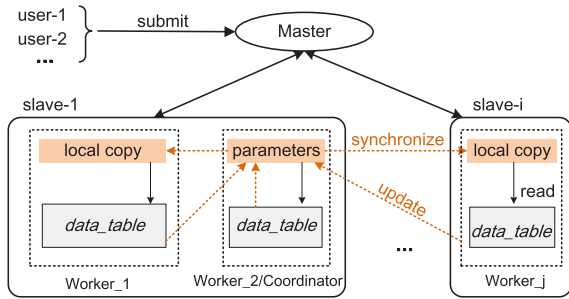 user-1
user-2
...
submit
Master
slave-1
slave-i
local copy
parameters
synchronize
local copy
read
update
data_table
data_table
data_table
...
Worker_1
Worker_2/Coordinator
Worker_j